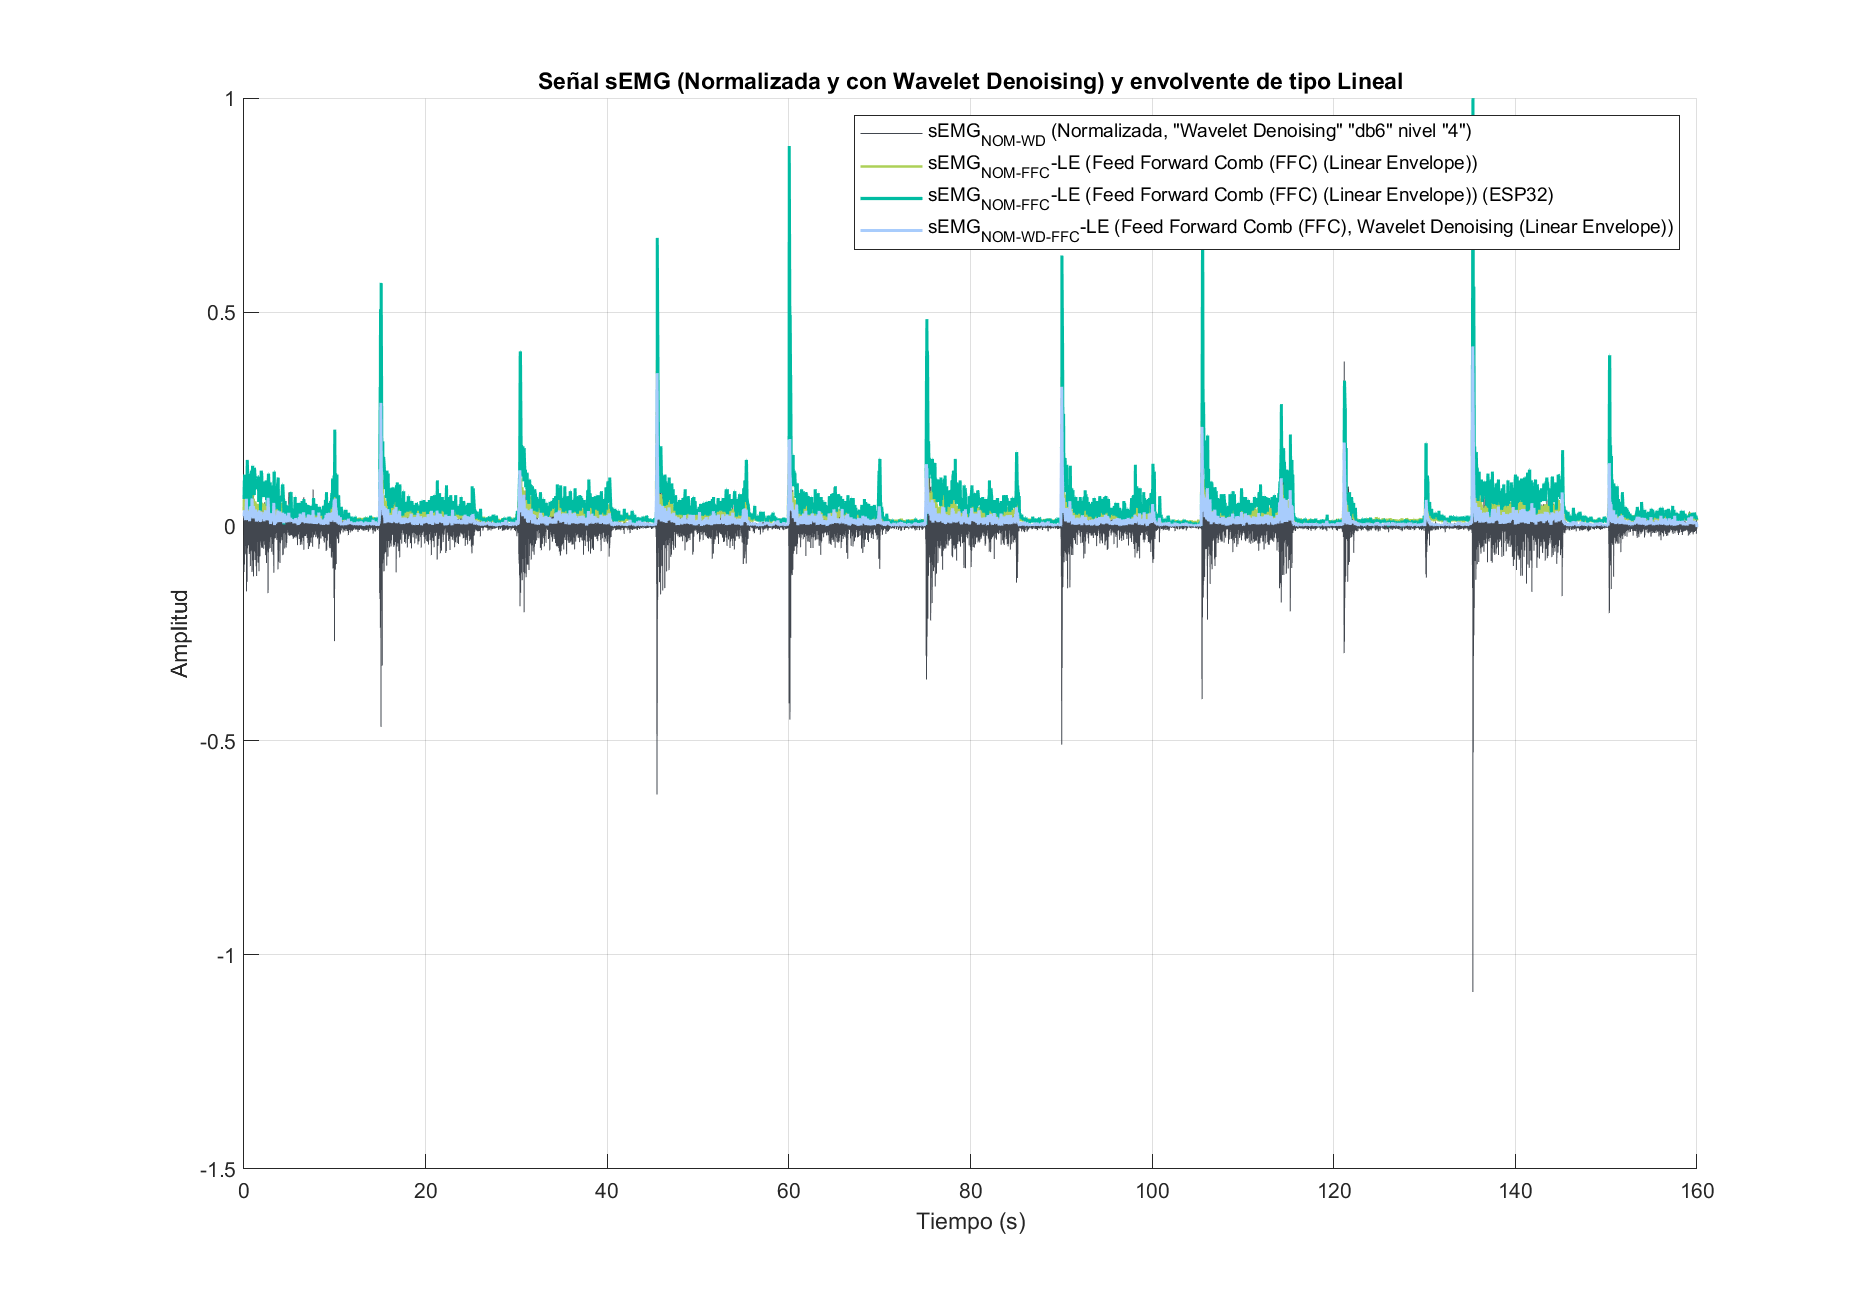 Señal sEMG (Normalizada y con Wavelet Denoising) y envolvente de tipo Lineal
sEMG_NOM-WD (Normalizada, "Wavelet Denoising" "db6" nivel "4")
sEMG_NOM-FFC-LE (Feed Forward Comb (FFC) (Linear Envelope))
sEMG_NOM-FFC-LE (Feed Forward Comb (FFC) (Linear Envelope)) (ESP32)
sEMG_NOM-WD-FFC-LE (Feed Forward Comb (FFC), Wavelet Denoising (Linear Envelope))
Amplitud
1
0.5
0
-0.5
-1
-1.5
0 20 40 60 80 100 120 140 160
Tiempo (s)